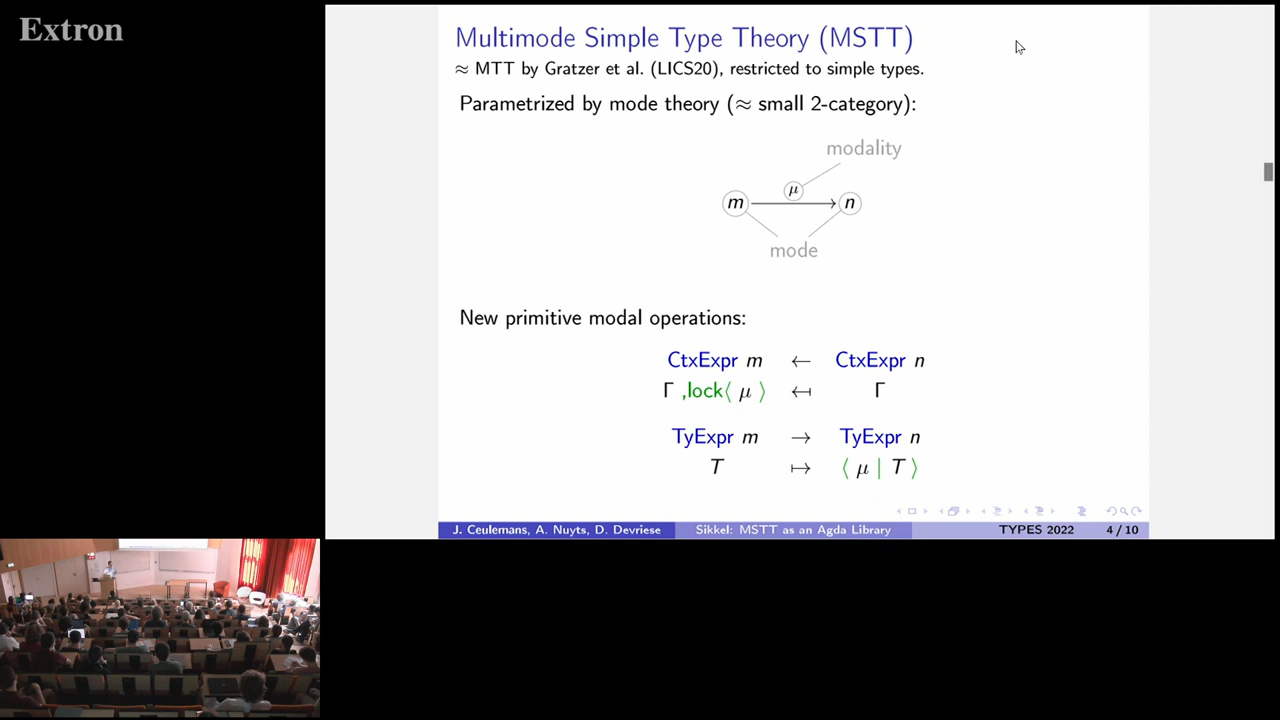 Extron
Multimode Simple Type Theory (MSTT)
≈ MTT by Gratzer et al. (LICS20), restricted to simple types.
Parametrized by mode theory (≈ small 2-category):
modality
μ
m n
mode
New primitive modal operations:
CtxExpr m ← CtxExpr n
Γ ,lock⟨ μ ⟩ ↤ Γ
TyExpr m → TyExpr n
T ↦ ⟨ μ | T ⟩
J. Ceulemans, A. Nuyts, D. Devriese Sikkel: MSTT as an Agda Library TYPES 2022 4 / 10